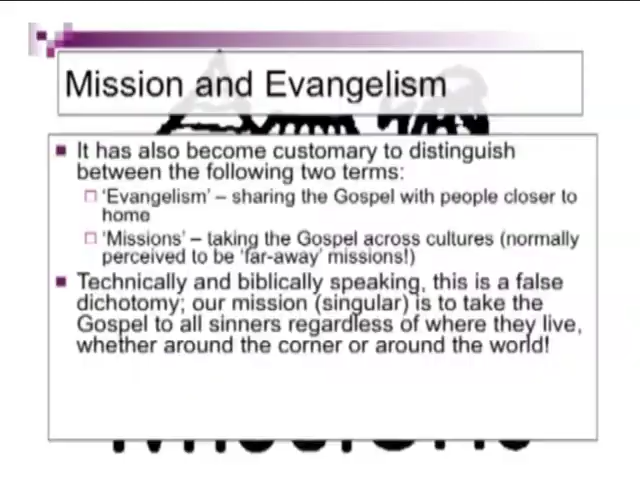 Mission and Evangelism
It has also become customary to distinguish
between the following two terms:
'Evangelism' – sharing the Gospel with people closer to
home
'Missions' – taking the Gospel across cultures (normally
perceived to be 'far-away' missions!)
Technically and biblically speaking, this is a false
dichotomy; our mission (singular) is to take the
Gospel to all sinners regardless of where they live,
whether around the corner or around the world!